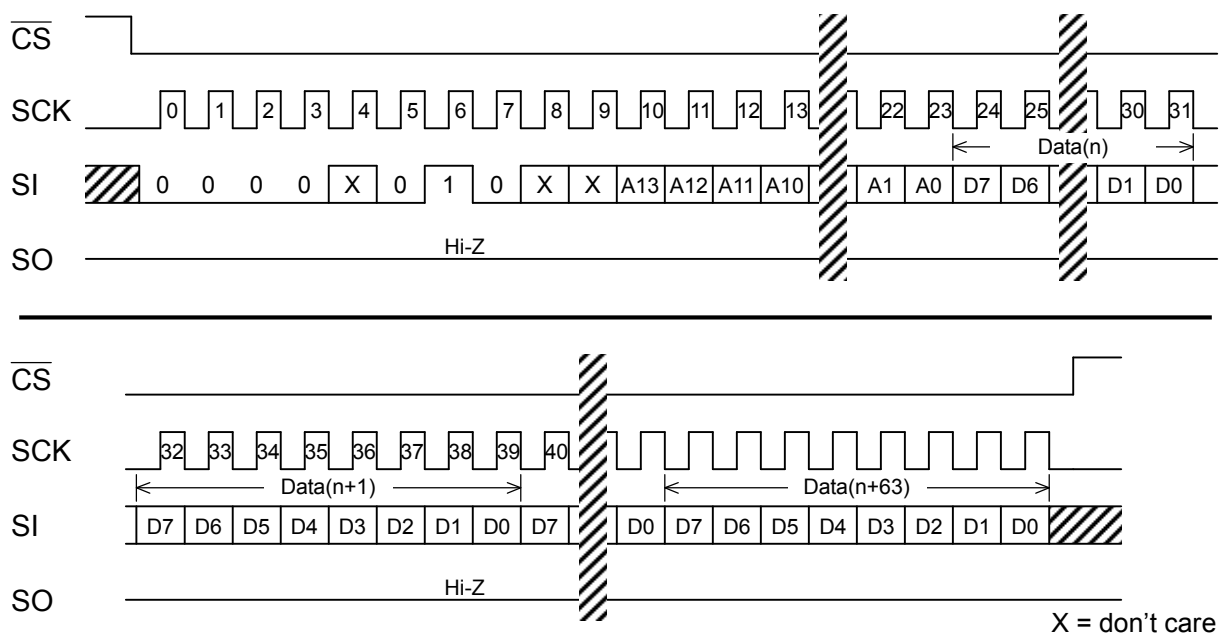 CS
SCK 0 1 2 3 4 5 6 7 8 9 10 11 12 13 22 23 24 25 30 31
Data(n)
SI 0 0 0 0 X 0 1 0 X X A13 A12 A11 A10 A1 A0 D7 D6 D1 D0
Hi-Z
SO
CS
SCK 32 33 34 35 36 37 38 39 40
Data(n+1) Data(n+63)
SI D7 D6 D5 D4 D3 D2 D1 D0 D7 D0 D7 D6 D5 D4 D3 D2 D1 D0
Hi-Z
SO
X = don't care